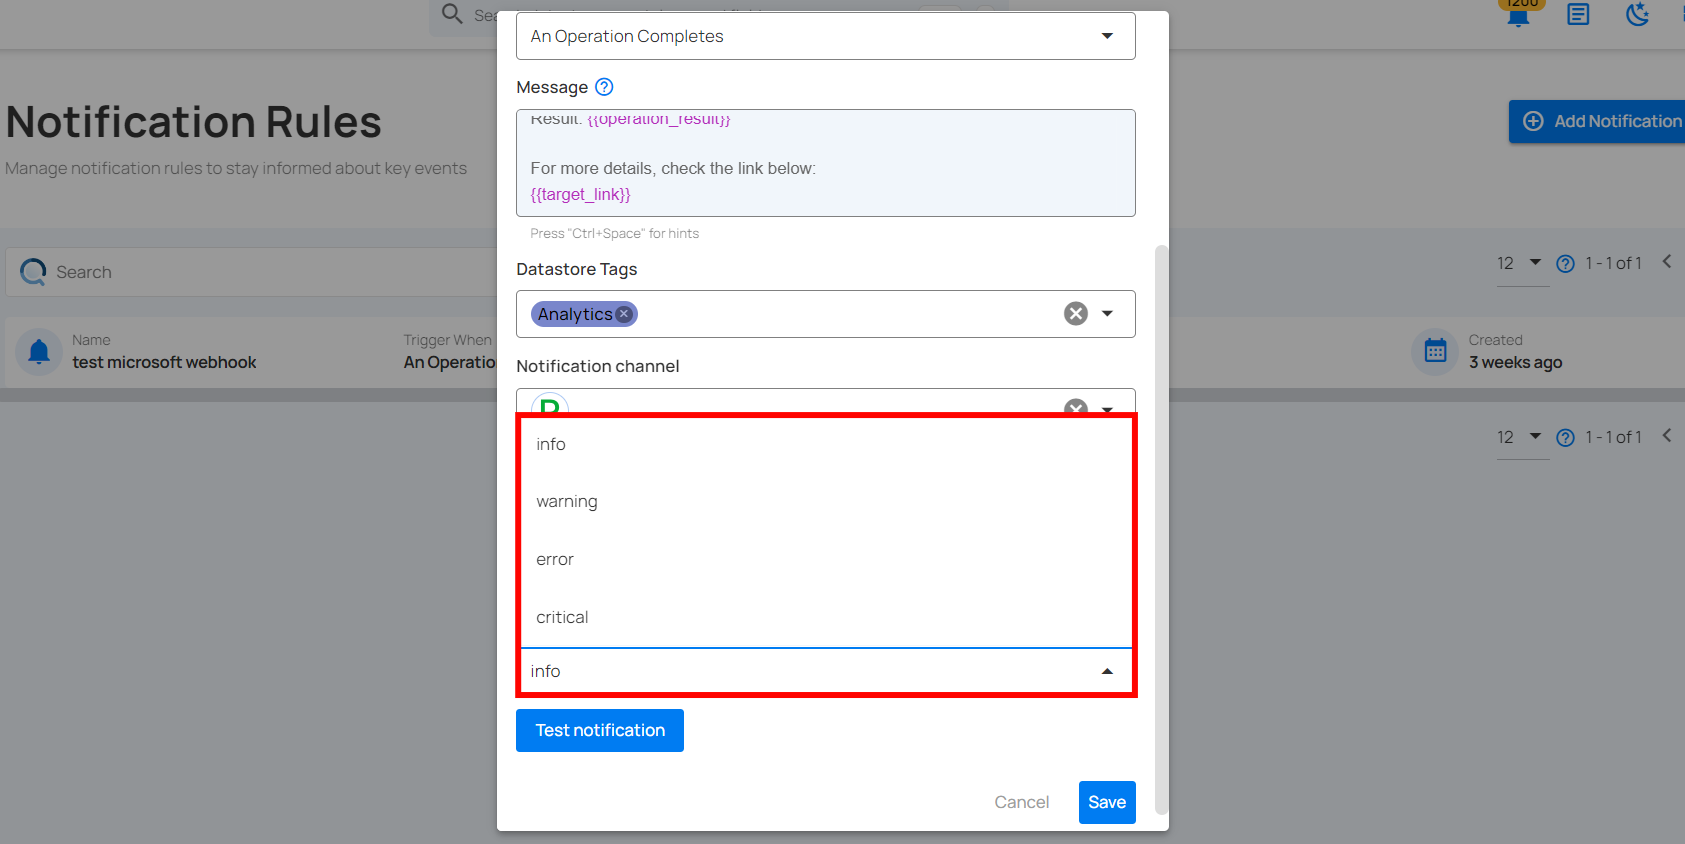 1200
An Operation Completes
Message
Notification Rules
Manage notification rules to stay informed about key events
Add Notification
Result: {{operation_result}}
For more details, check the link below:
{{target_link}}
Press "Ctrl+Space" for hints
Datastore Tags
Analytics
Search
12
1 - 1 of 1
Name
test microsoft webhook
Trigger When
An Operatio
Created
3 weeks ago
Notification channel
12
1 - 1 of 1
info
warning
error
critical
info
Test notification
Cancel
Save